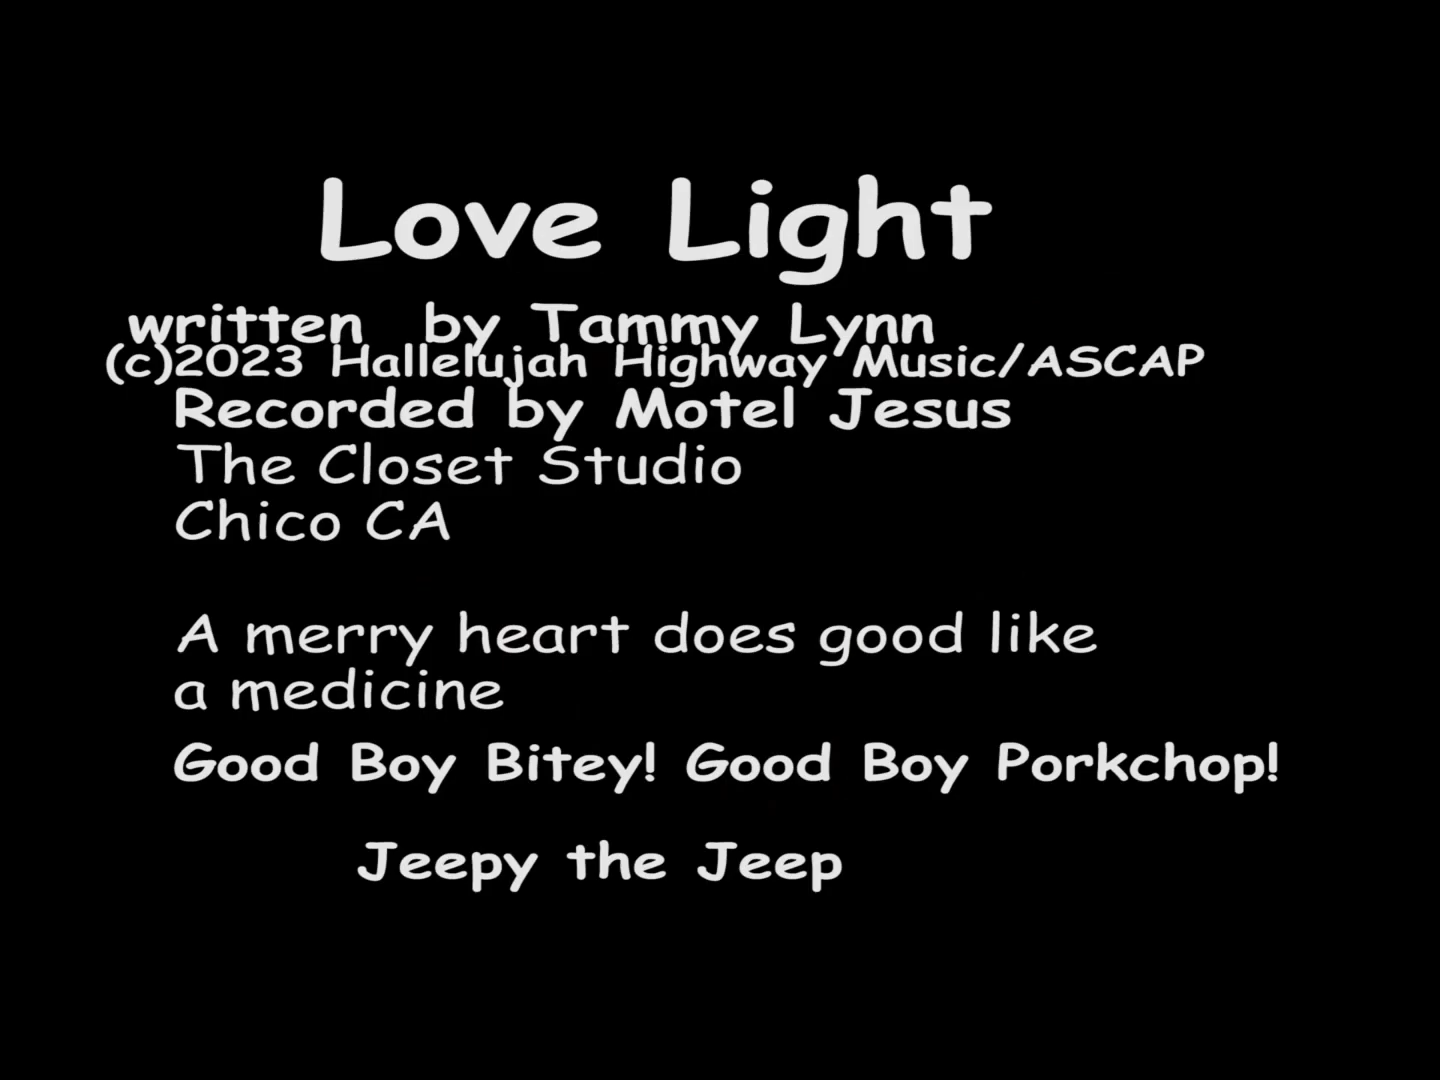 Love Light
written by Tammy Lynn
(c)2023 Hallelujah Highway Music/ASCAP
Recorded by Motel Jesus
The Closet Studio
Chico CA
A merry heart does good like
a medicine
Good Boy Bitey! Good Boy Porkchop!
Jeepy the Jeep